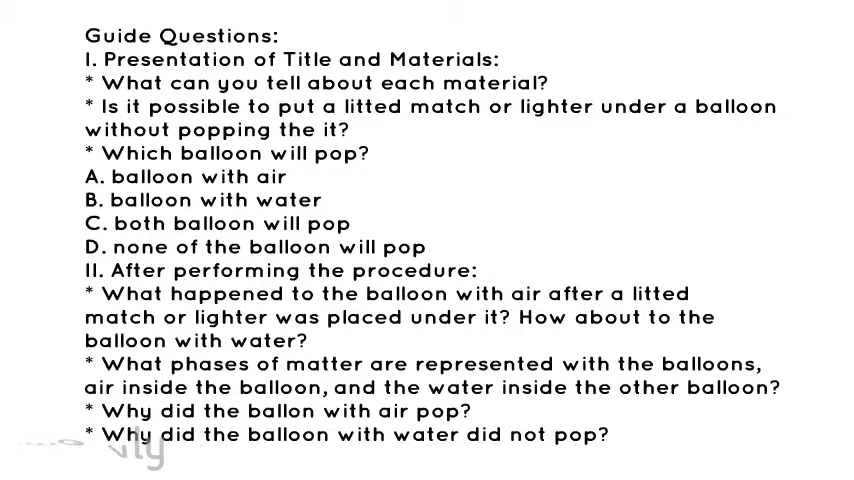 Guide Questions:
I. Presentation of Title and Materials:
* What can you tell about each material?
* Is it possible to put a litted match or lighter under a balloon
without popping the it?
* Which balloon will pop?
A. balloon with air
B. balloon with water
C. both balloon will pop
D. none of the balloon will pop
II. After performing the procedure:
* What happened to the balloon with air after a litted
match or lighter was placed under it? How about to the
balloon with water?
* What phases of matter are represented with the balloons,
air inside the balloon, and the water inside the other balloon?
* Why did the ballon with air pop?
* Why did the balloon with water did not pop?